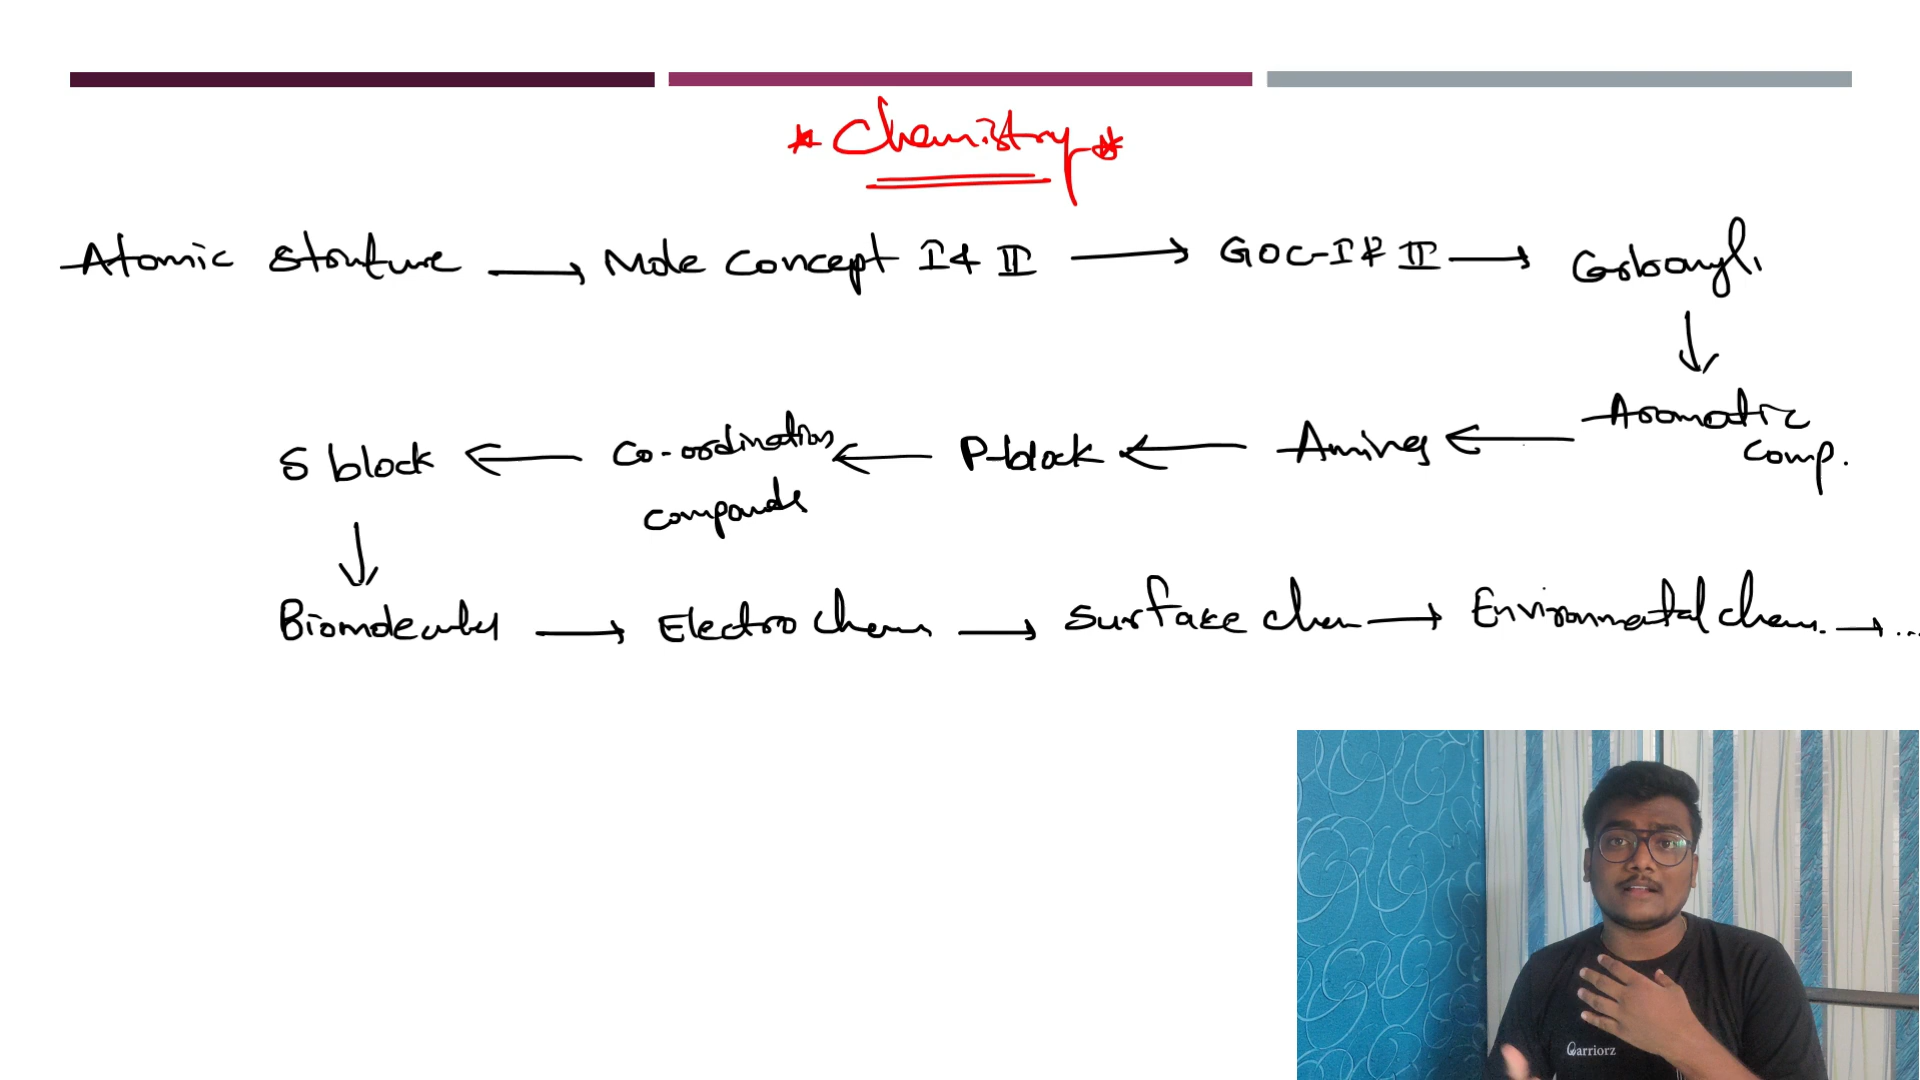 * Chemistry *
Atomic structure → Mole Concept I & II → GOC-I & II → Carbonyl.
↓
S block ← Co-ordination compounds ← P-block ← Amines ← Aromatic comp.
↓
Biomolecules → Electro chem → Surface chem → Environmental chem. → ...
Qarriorz